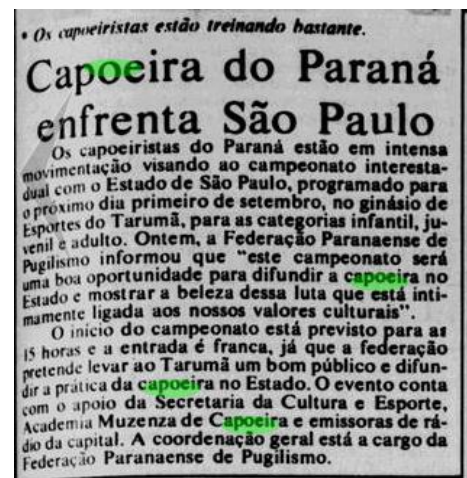 • Os capoeiristas estão treinando bastante.
Capoeira do Paraná
enfrenta São Paulo
Os capoeiristas do Paraná estão em intensa
movimentação visando ao campeonato interesta-
dual com o Estado de São Paulo, programado para
o próximo dia primeiro de setembro, no ginásio de
Esportes do Tarumã, para as categorias infantil, ju-
venil e adulto. Ontem, a Federação Paranaense de
Pugilismo informou que "este campeonato será
uma boa oportunidade para difundir a capoeira no
Estado e mostrar a beleza dessa luta que está inti-
mamente ligada aos nossos valores culturais".
O início do campeonato está previsto para as
15 horas e a entrada é franca, já que a federação
pretende levar ao Tarumã um bom público e difun-
dir a prática da capoeira no Estado. O evento conta
com o apoio da Secretaria da Cultura e Esporte,
Academia Muzenza de Capoeira e emissoras de rá-
dio da capital. A coordenação geral está a cargo da
Federação Paranaense de Pugilismo.